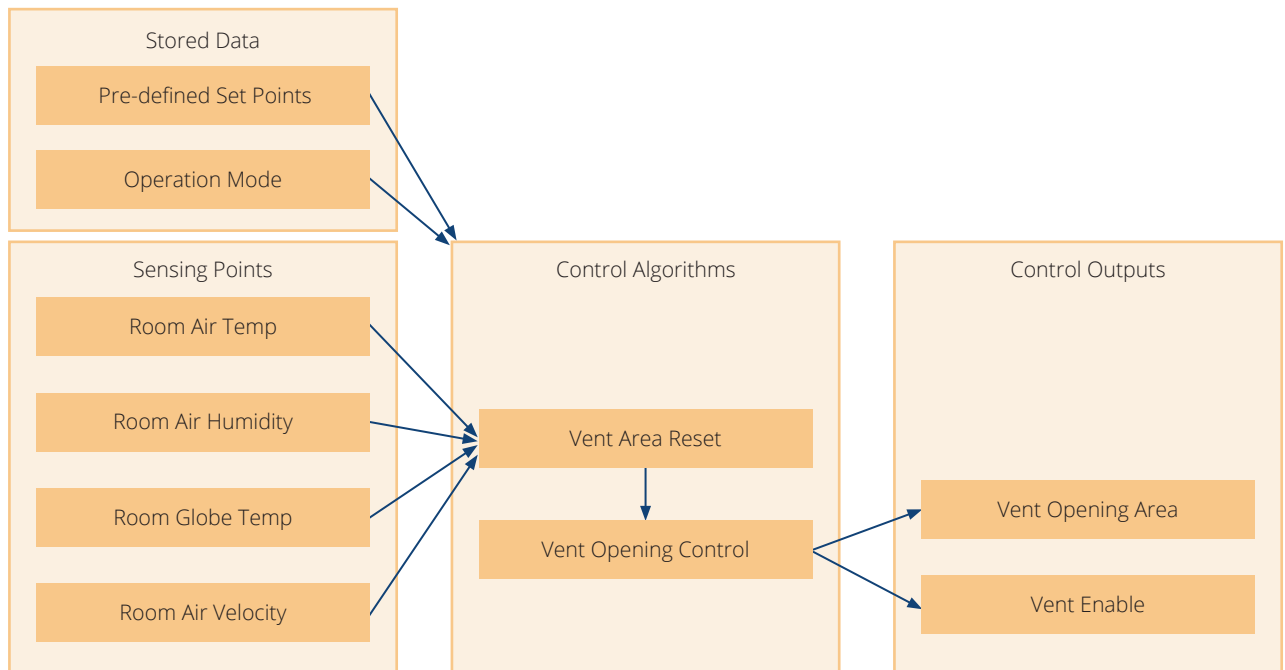 Stored Data
Pre-defined Set Points
Operation Mode
Sensing Points
Room Air Temp
Room Air Humidity
Room Globe Temp
Room Air Velocity
Control Algorithms
Vent Area Reset
Vent Opening Control
Control Outputs
Vent Opening Area
Vent Enable